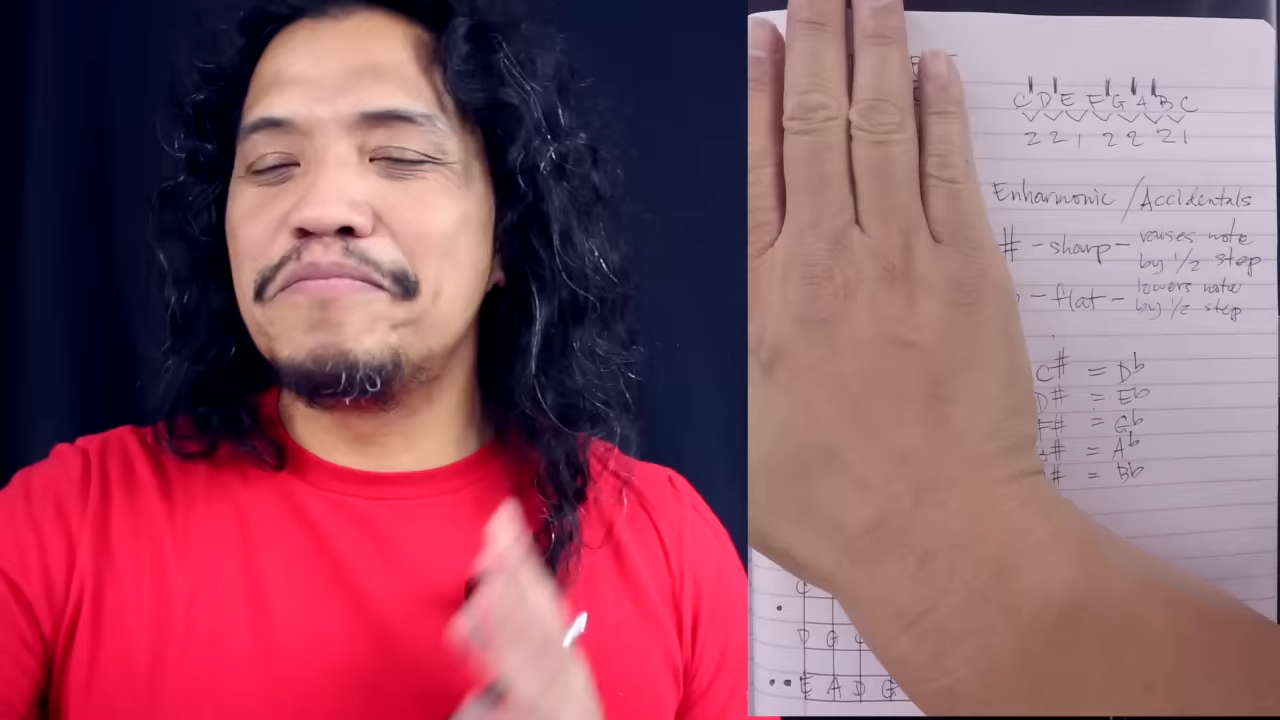 C D E F G A B C
2 2 1 2 2 2 1
Enharmonic / Accidentals
# - sharp - raises note
by 1/2 step
- flat - lowers note
by 1/2 step
C# = Db
D# = Eb
F# = Gb
# = Ab
# = Bb
C
D G
E A D G